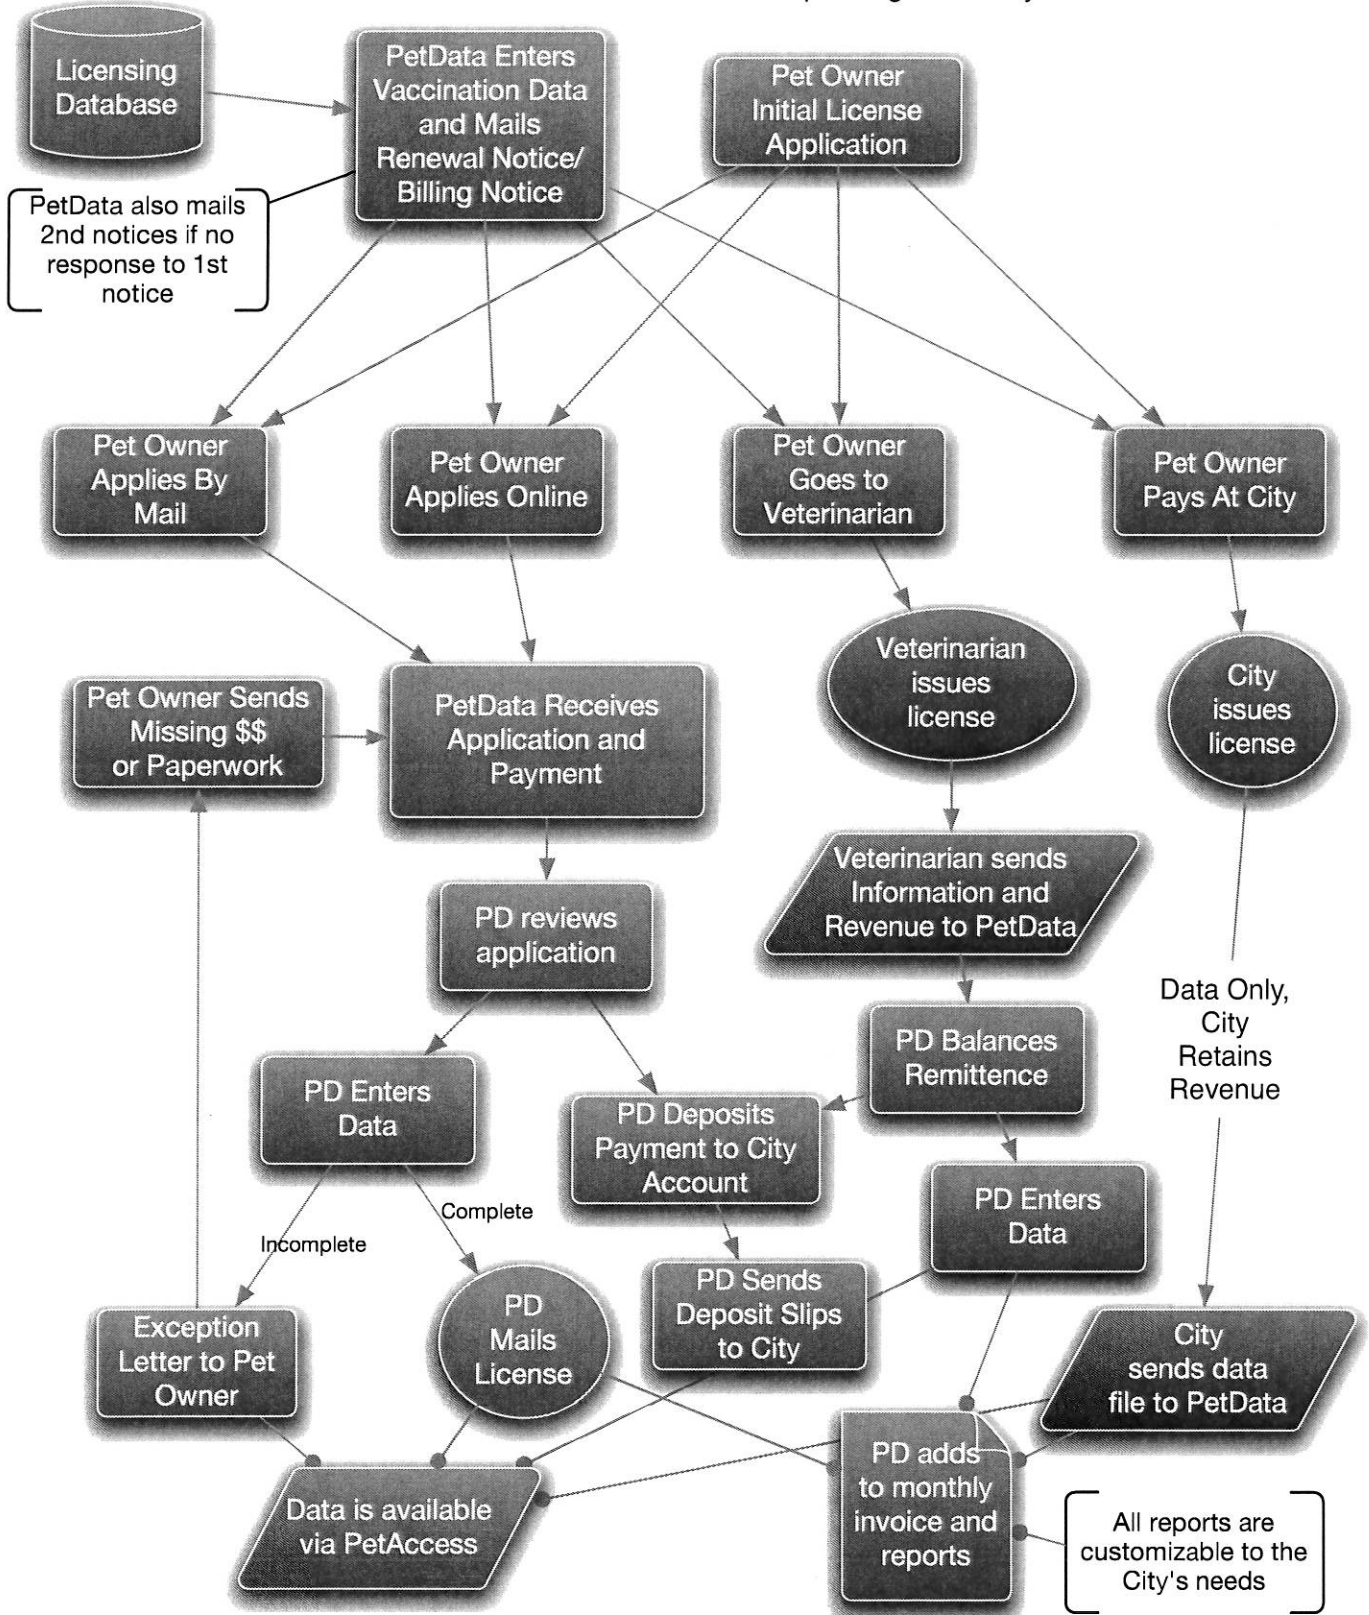 Licensing
Database
PetData Enters
Vaccination Data
and Mails
Renewal Notice/
Billing Notice
Pet Owner
Initial License
Application
PetData also mails
2nd notices if no
response to 1st
notice
Pet Owner
Applies By
Mail
Pet Owner
Applies Online
Pet Owner
Goes to
Veterinarian
Pet Owner
Pays At City
Veterinarian
issues
license
City
issues
license
Pet Owner Sends
Missing $$
or Paperwork
PetData Receives
Application and
Payment
Veterinarian sends
Information and
Revenue to PetData
PD reviews
application
Data Only,
City
Retains
Revenue
PD Balances
Remittence
PD Enters
Data
PD Deposits
Payment to City
Account
PD Enters
Data
Complete
Incomplete
PD Sends
Deposit Slips
to City
Exception
Letter to Pet
Owner
PD
Mails
License
City
sends data
file to PetData
Data is available
via PetAccess
PD adds
to monthly
invoice and
reports
All reports are
customizable to the
City's needs